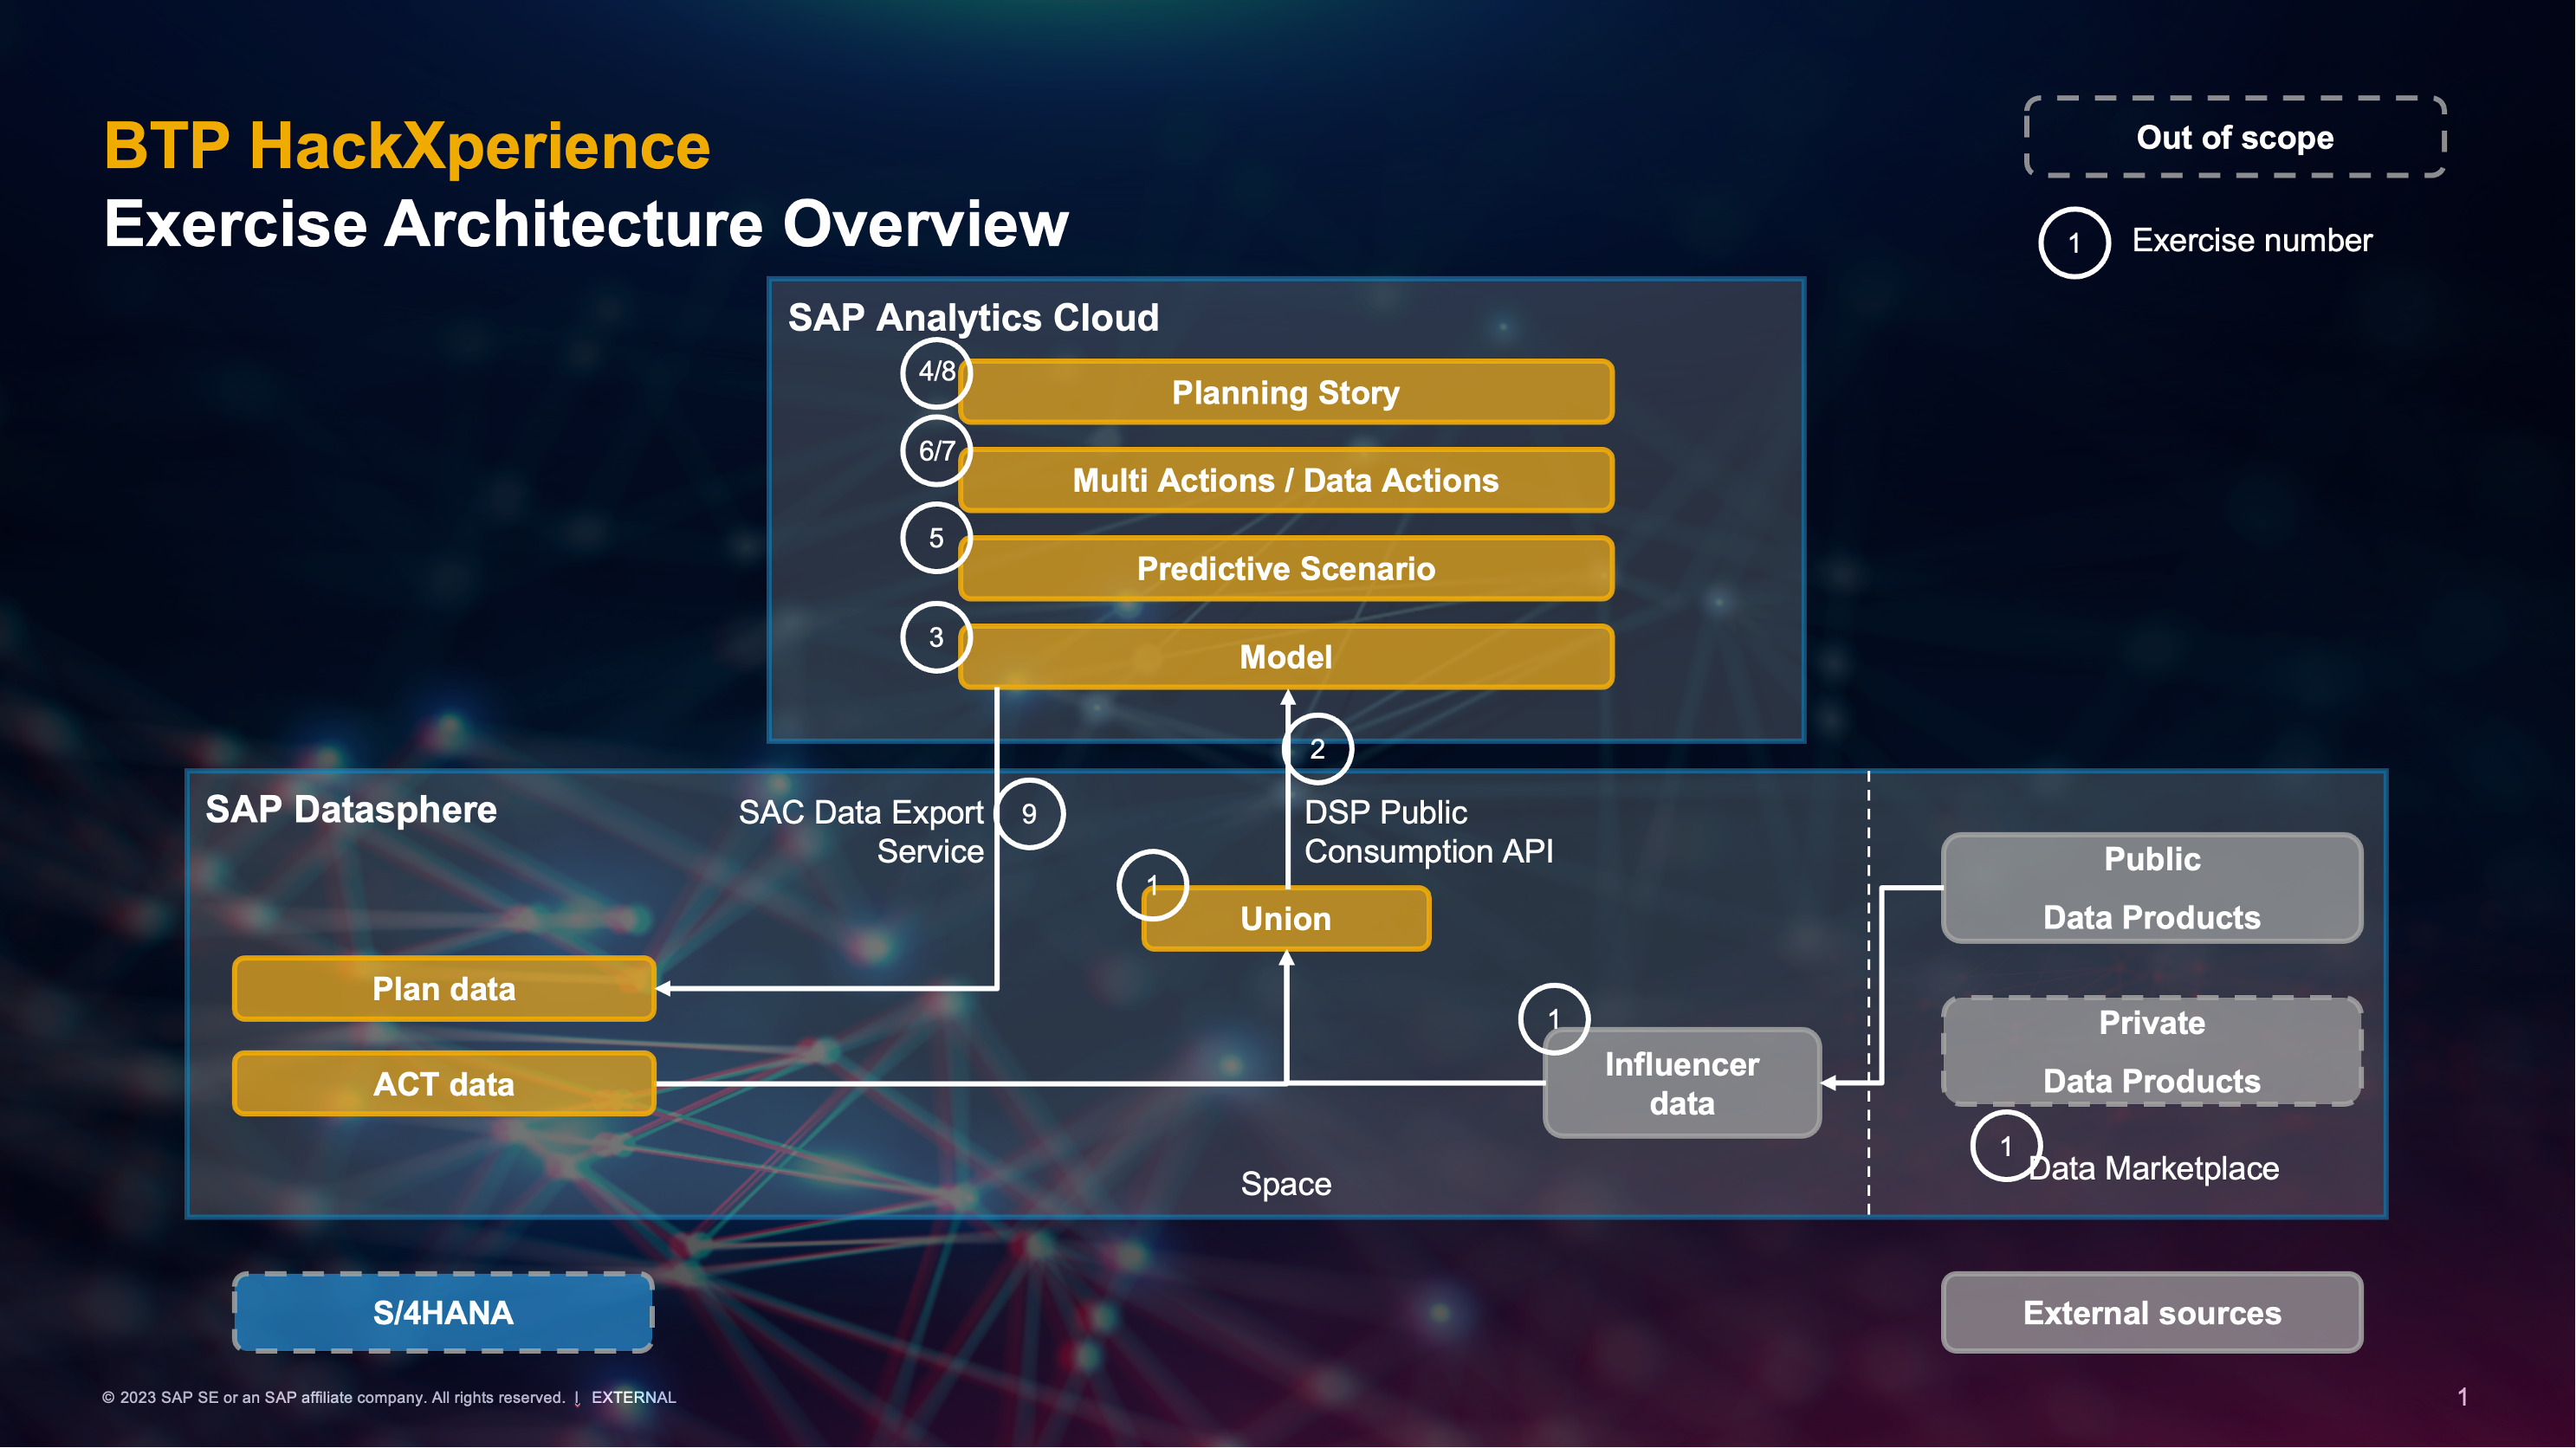 BTP HackXperience
Exercise Architecture Overview
Out of scope
1 Exercise number
SAP Analytics Cloud
4/8
Planning Story
6/7
Multi Actions / Data Actions
5
Predictive Scenario
3
Model
2
SAP Datasphere
SAC Data Export
Service
9
DSP Public
Consumption API
1
Union
Plan data
ACT data
1
Influencer
data
Public
Data Products
Private
Data Products
1
Data Marketplace
Space
S/4HANA
External sources
© 2023 SAP SE or an SAP affiliate company. All rights reserved. | EXTERNAL
1